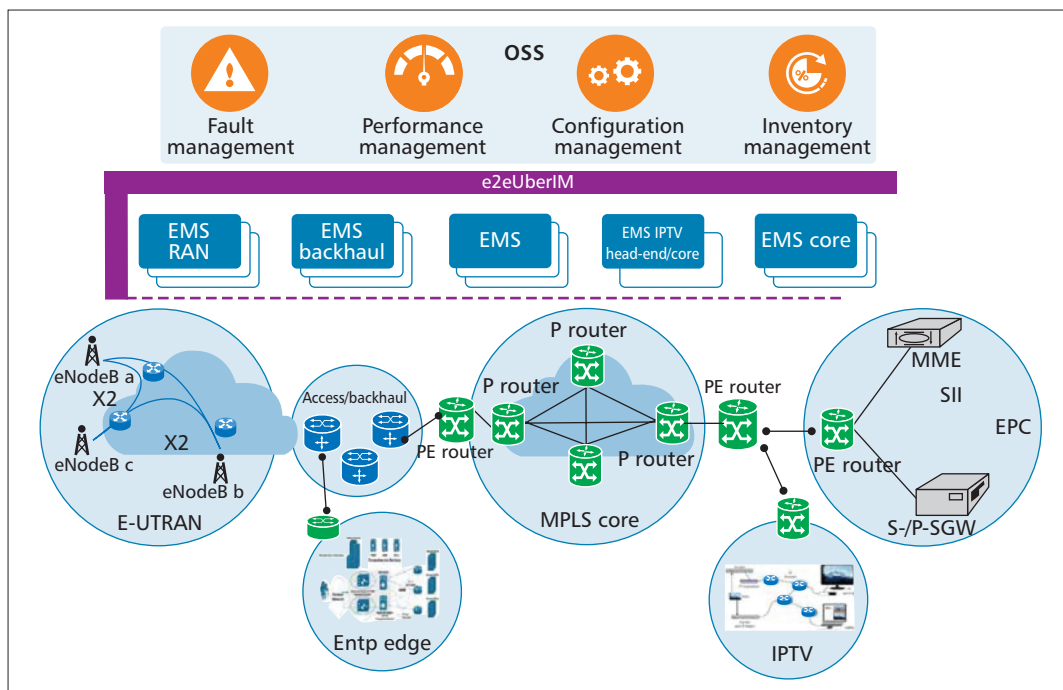 OSS
Fault
management
Performance
management
Configuration
management
Inventory
management
e2eUberIM
EMS
RAN
EMS
backhaul
EMS
EMS IPTV
head-end/core
EMS core
eNodeB a
X2
eNodeB c
X2
eNodeB b
E-UTRAN
Access/backhaul
PE router
P router
P router
P router
MPLS core
PE router
PE router
MME
SII
EPC
S-/P-SGW
Entp edge
IPTV